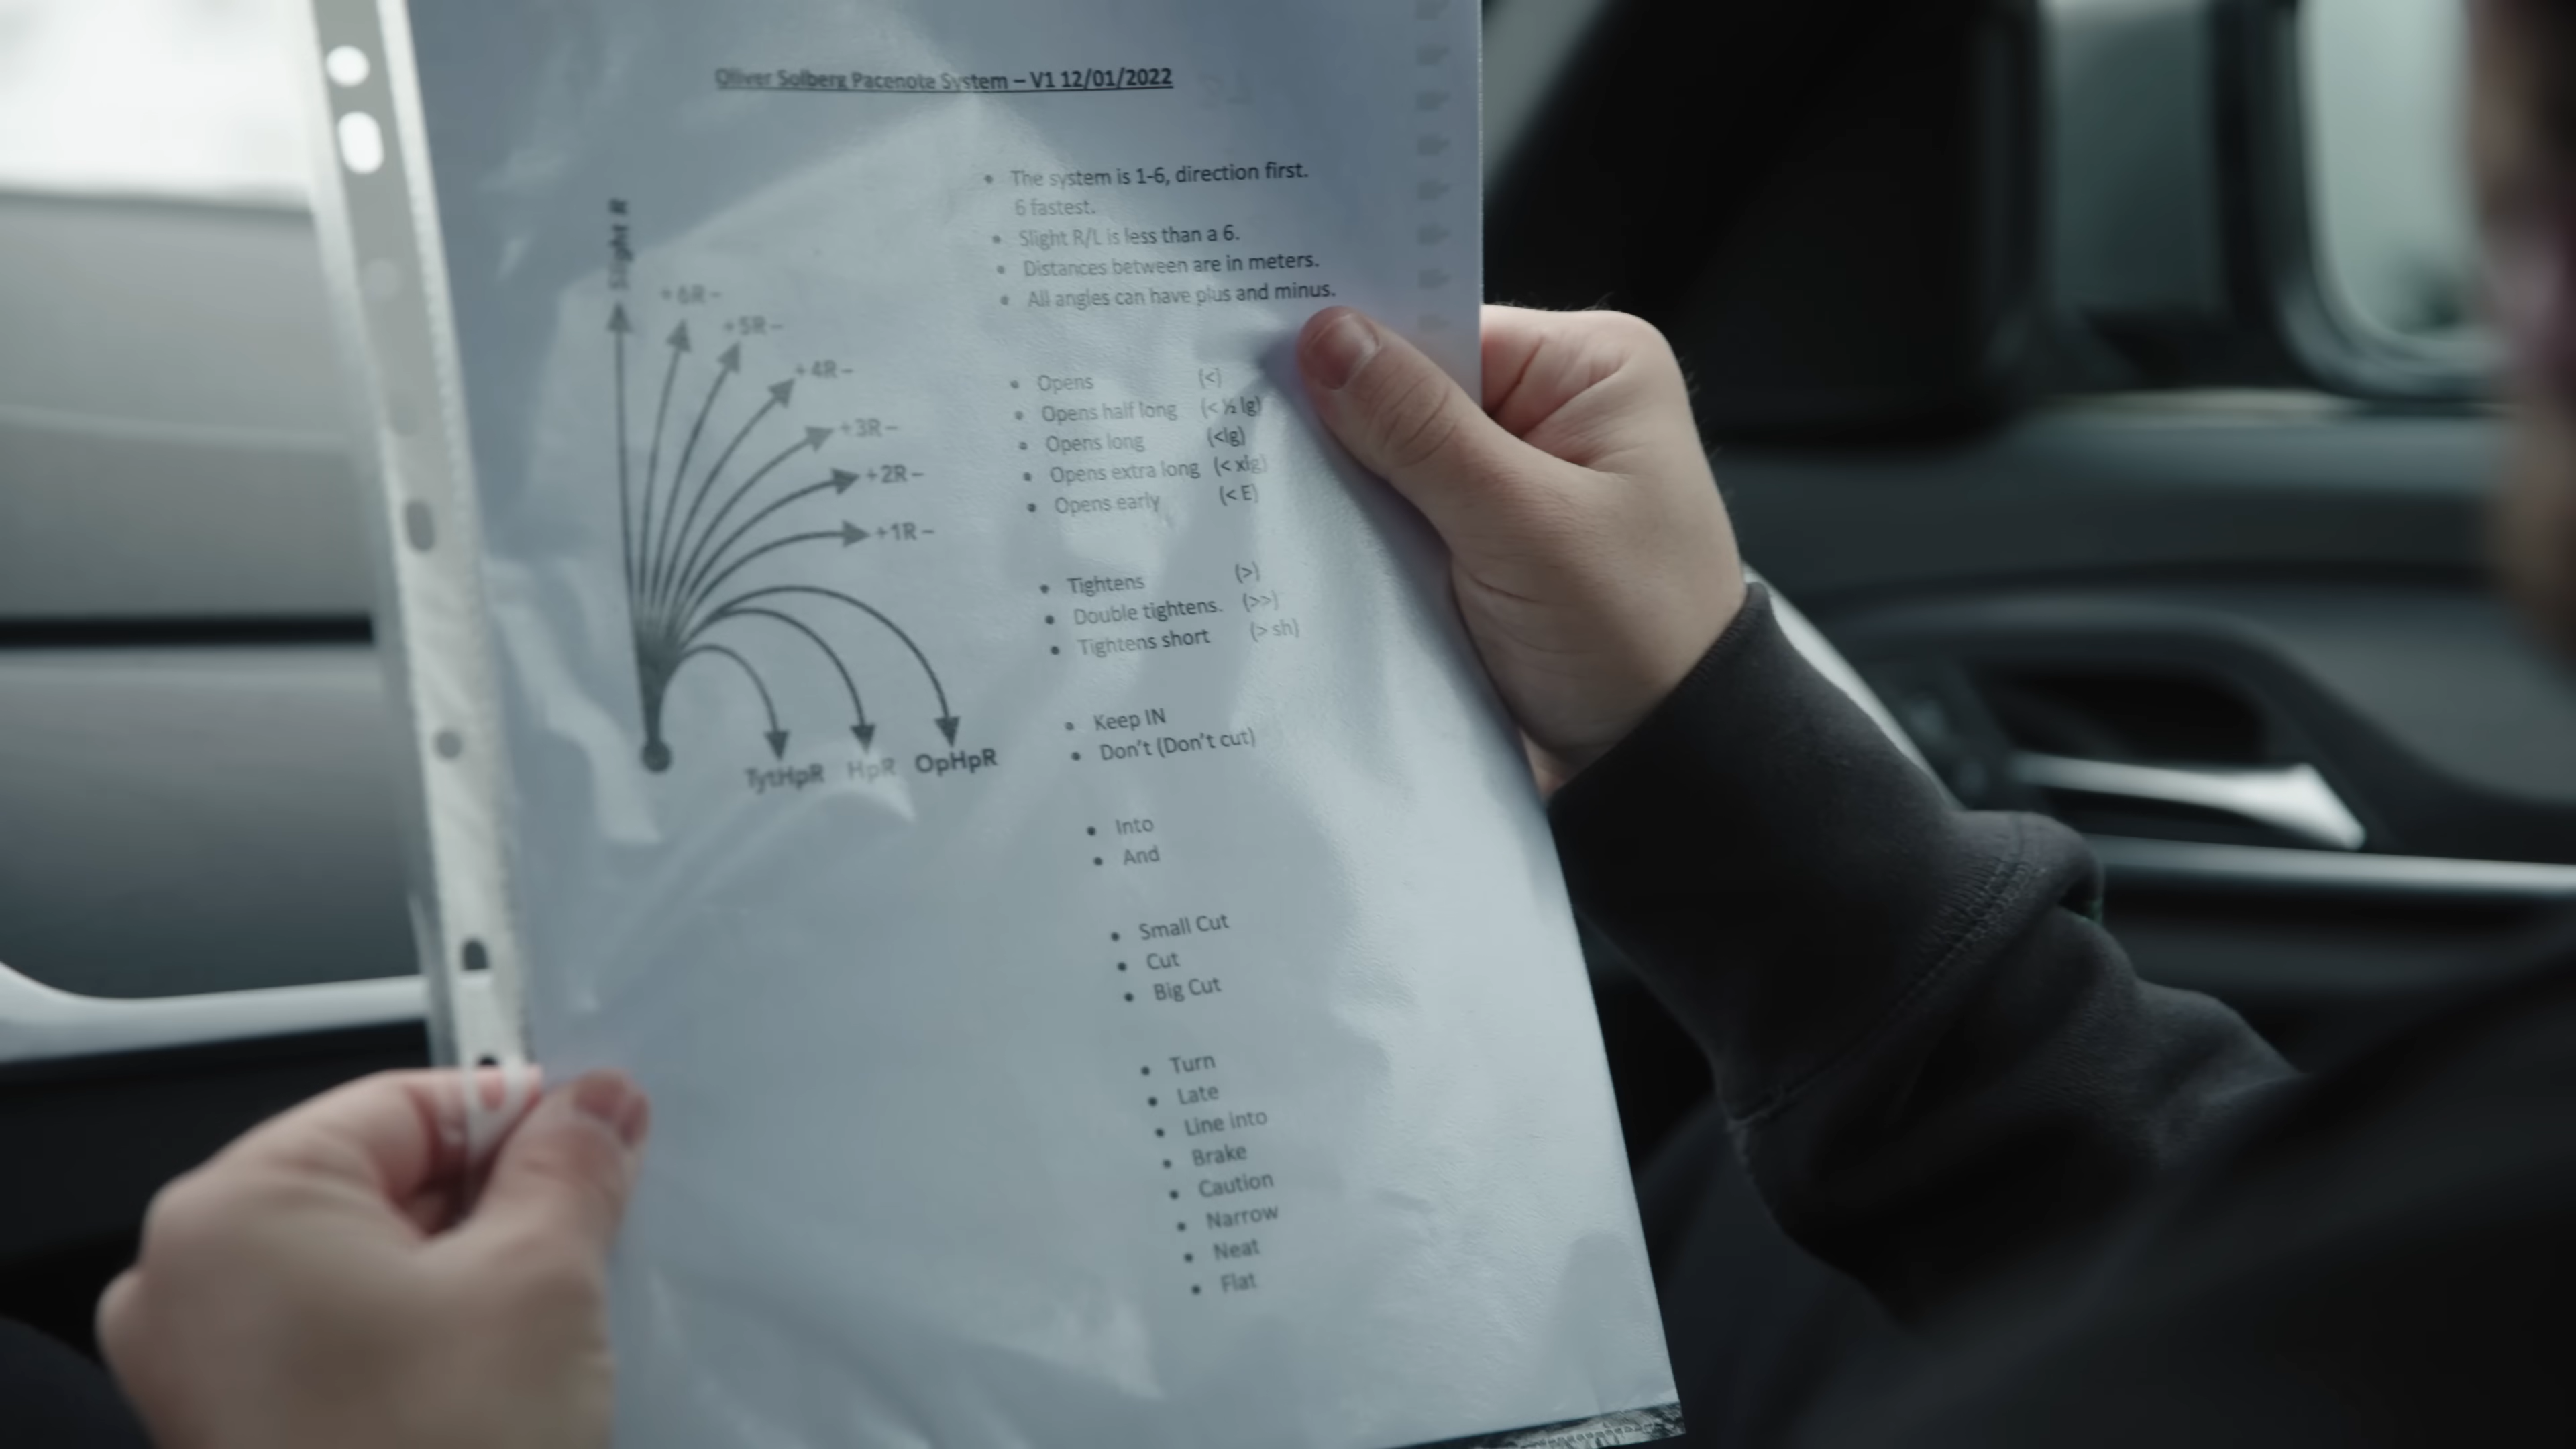 Oliver Solberg Pacenote System – V1 12/01/2022
• The system is 1-6, direction first.
6 fastest.
• Slight R/L is less than a 6.
• Distances between are in meters.
• All angles can have plus and minus.
Slight R
+ 6R –
+ 5R –
+ 4R –
+3R –
+2R –
+1R –
TytHpR HpR OpHpR
• Opens (<)
• Opens half long (< ½ lg)
• Opens long (<lg)
• Opens extra long (< xlg)
• Opens early (< E)
• Tightens (>)
• Double tightens. (>>)
• Tightens short (> sh)
• Keep IN
• Don’t (Don’t cut)
• Into
• And
• Small Cut
• Cut
• Big Cut
• Turn
• Late
• Line into
• Brake
• Caution
• Narrow
• Neat
• Flat